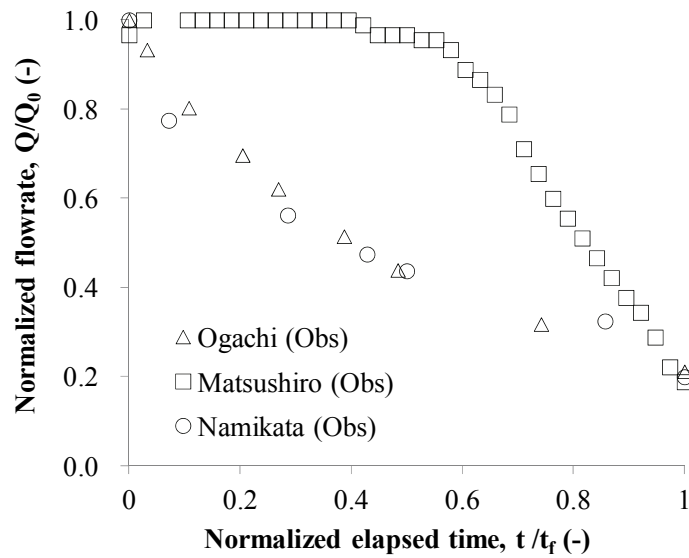 Normalized flowrate, Q/Q₀ (-)
1.0
0.8
0.6
0.4
0.2
0.0
Ogachi (Obs)
Matsushiro (Obs)
Namikata (Obs)
0 0.2 0.4 0.6 0.8 1
Normalized elapsed time, t /t_f (-)